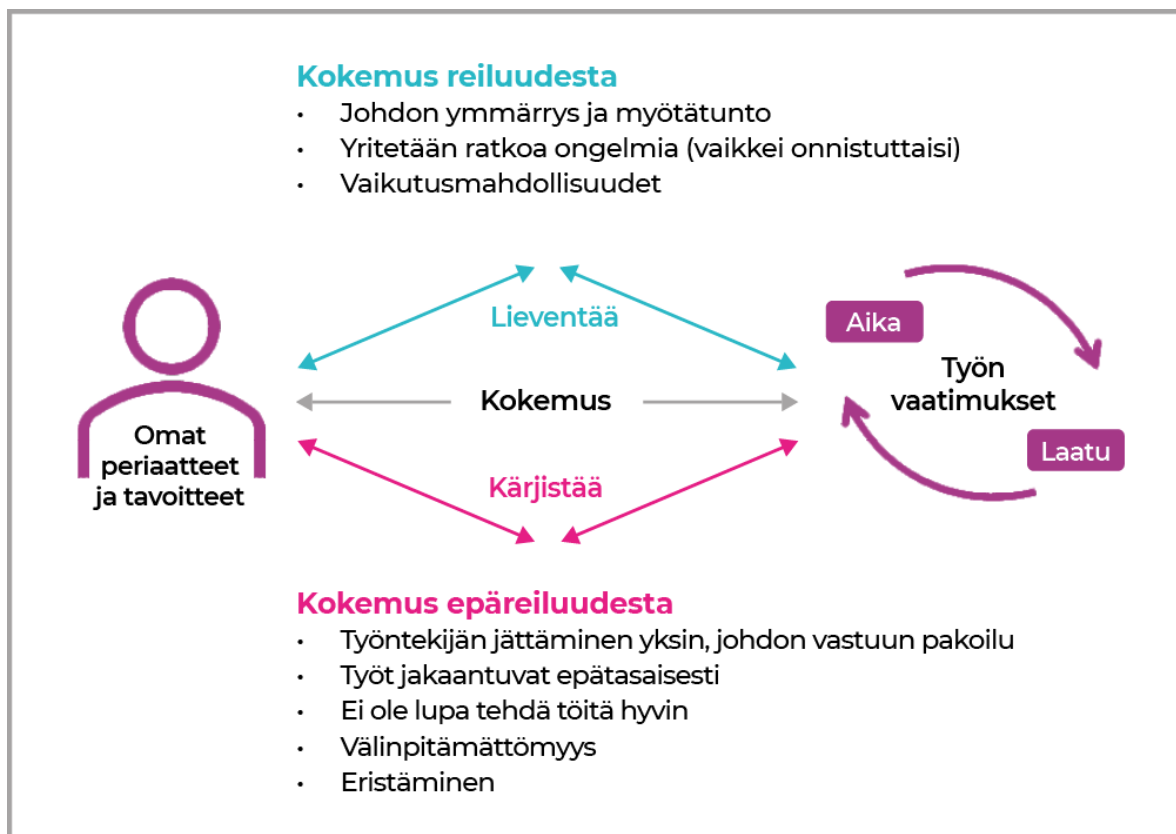 Kokemus reiluudesta
• Johdon ymmärrys ja myötätunto
• Yritetään ratkoa ongelmia (vaikkei onnistuttaisi)
• Vaikutusmahdollisuudet
Lieventää
Aika
Kokemus
Työn
vaatimukset
Omat
periaatteet
ja tavoitteet
Laatu
Kärjistää
Kokemus epäreiluudesta
• Työntekijän jättäminen yksin, johdon vastuun pakoilu
• Työt jakaantuvat epätasaisesti
• Ei ole lupa tehdä töitä hyvin
• Välinpitämättömyys
• Eristäminen